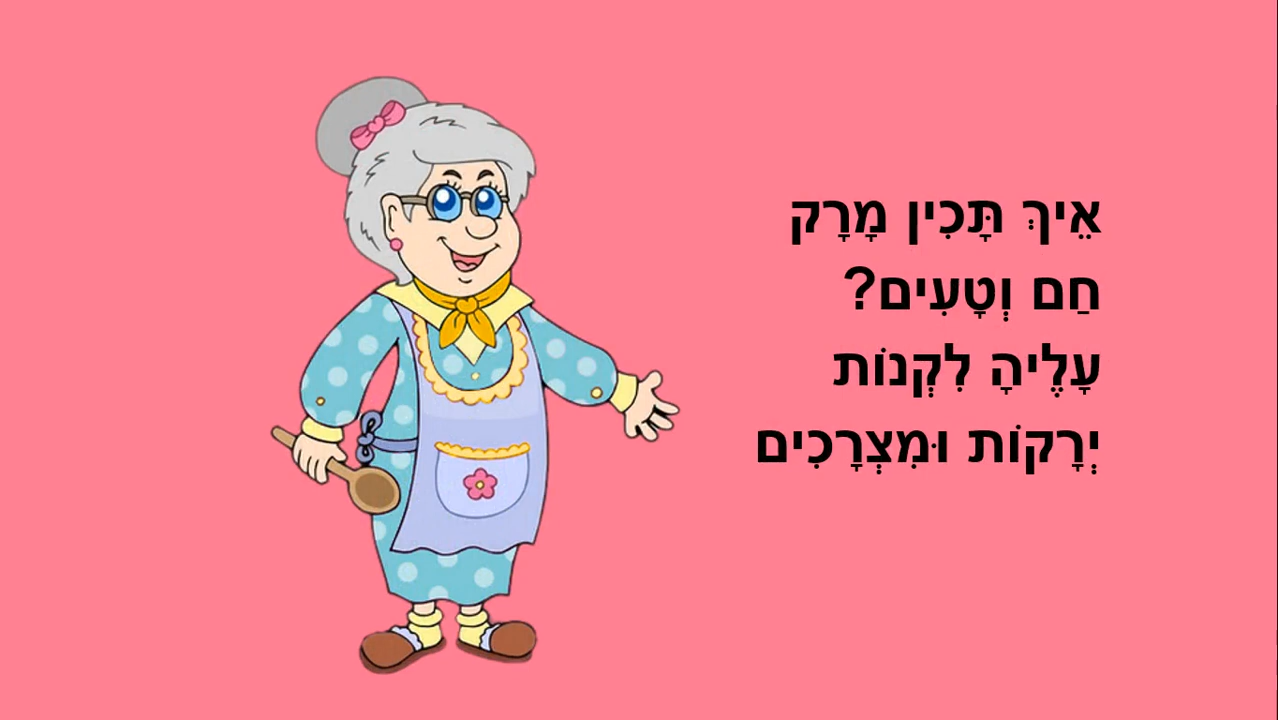 אֵיךְ תָּכִין מָרָק
חַם וְטָעִים?
עָלֶיהָ לִקְנוֹת
יְרָקוֹת וּמִצְרָכִים